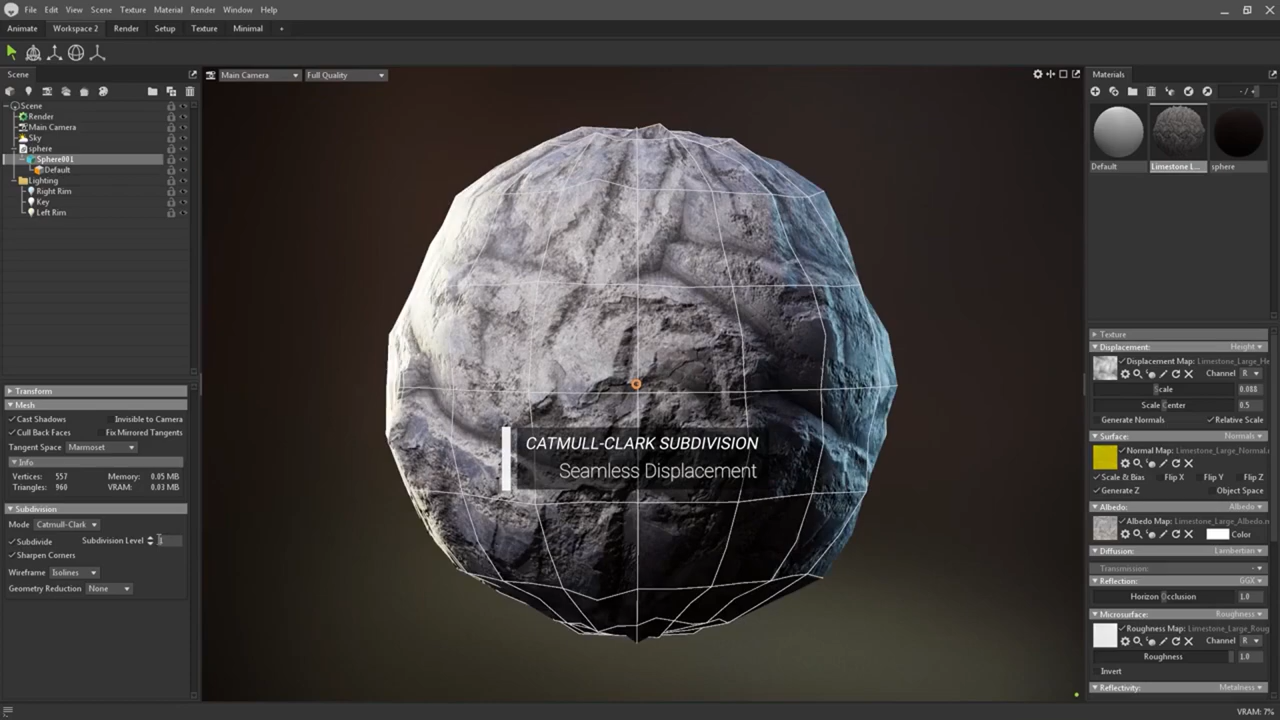 File Edit View Scene Texture Material Render Window Help
Animate Workspace 2 Render Setup Texture Minimal +
Scene
Main Camera Full Quality
Materials
Scene
Render
Main Camera
Sky
sphere
Sphere001
Default
Lighting
Right Rim
Key
Left Rim
Default Limestone L... sphere
CATMULL-CLARK SUBDIVISION
Seamless Displacement
Transform
Mesh
Cast Shadows Invisible to Camera
Cull Back Faces Fix Mirrored Tangents
Tangent Space Marmoset
Info
Vertices: 557 Memory: 0.05 MB
Triangles: 960 VRAM: 0.03 MB
Subdivision
Mode Catmull-Clark
Subdivide Subdivision Level
Sharpen Corners
Wireframe Isolines
Geometry Reduction None
Texture
Displacement: Height
Displacement Map: Limestone_Large_He
Channel R
Scale 0.088
Scale Center 0.5
Generate Normals Relative Scale
Surface: Normals
Normal Map: Limestone_Large_Normal.
Scale & Bias Flip X Flip Y Flip Z
Generate Z Object Space
Albedo: Albedo
Albedo Map: Limestone_Large_Albedo.
Color
Diffusion: Lambertian
Transmission:
Reflection: GGX
Horizon Occlusion 1.0
Microsurface: Roughness
Roughness Map: Limestone_Large_Roug
Channel R
Roughness 1.0
Invert
Reflectivity: Metalness
VRAM: 7%